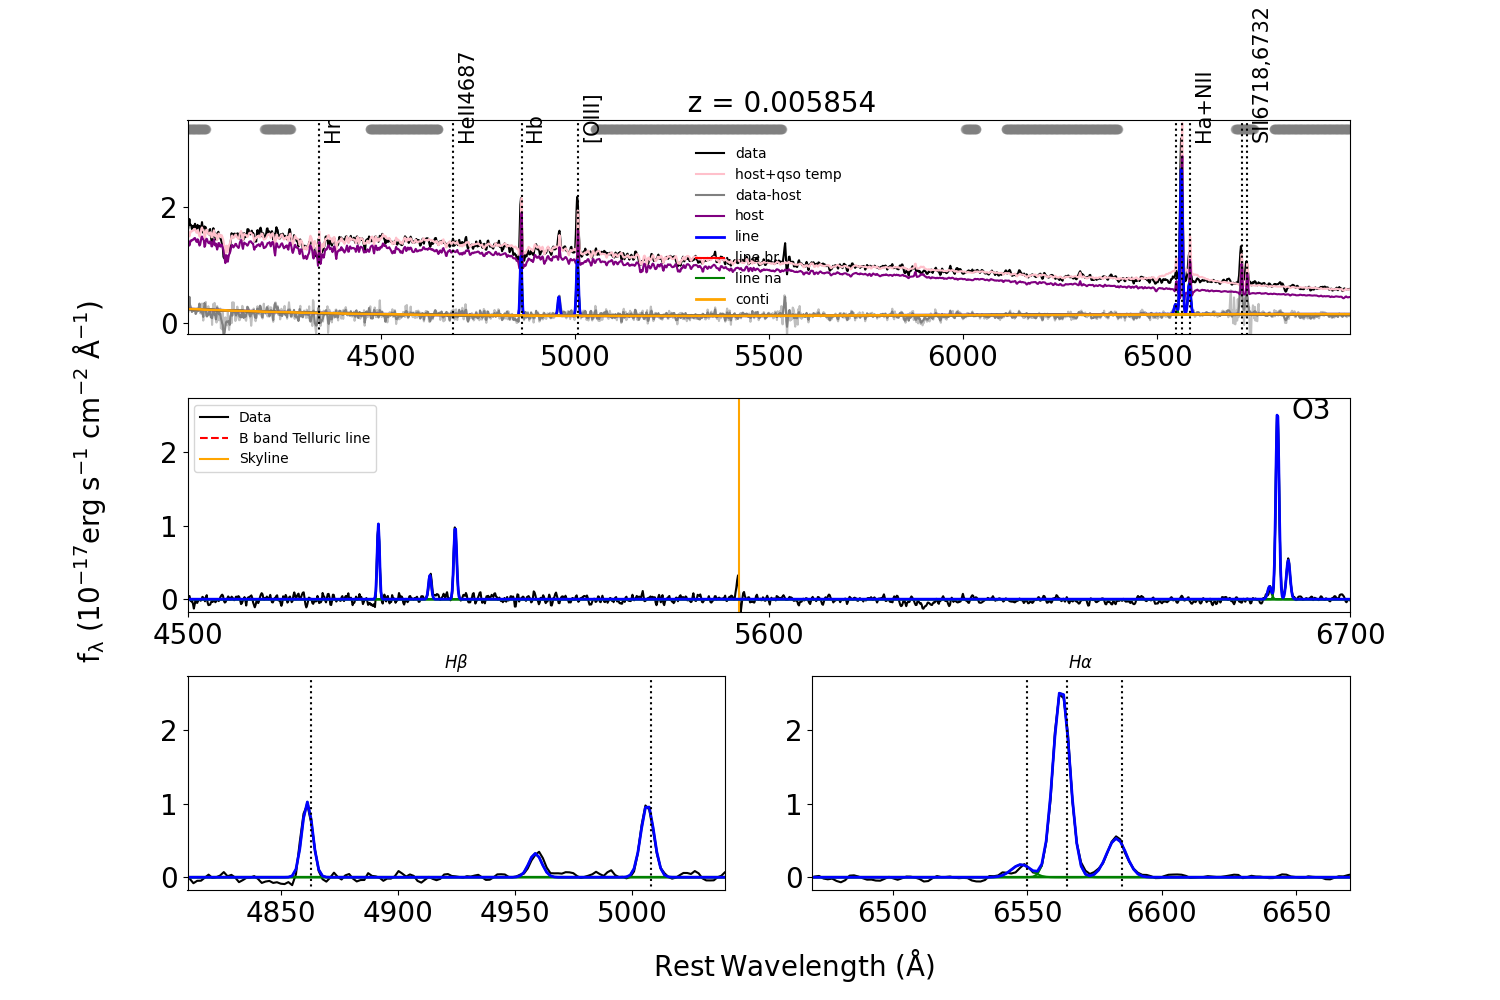 z = 0.005854
Hr
HeII4687
Hb
[OIII]
Ha+NII
SII6718,6732
data
host+qso temp
data-host
host
line
line br
line na
conti
2
0
4500 5000 5500 6000 6500
fλ (10−17erg s−1 cm−2 Å−1)
Data
B band Telluric line
Skyline
O3
2
1
0
4500 5600 6700
Hβ
2
1
0
4850 4900 4950 5000
Hα
2
1
0
6500 6550 6600 6650
Rest Wavelength (Å)